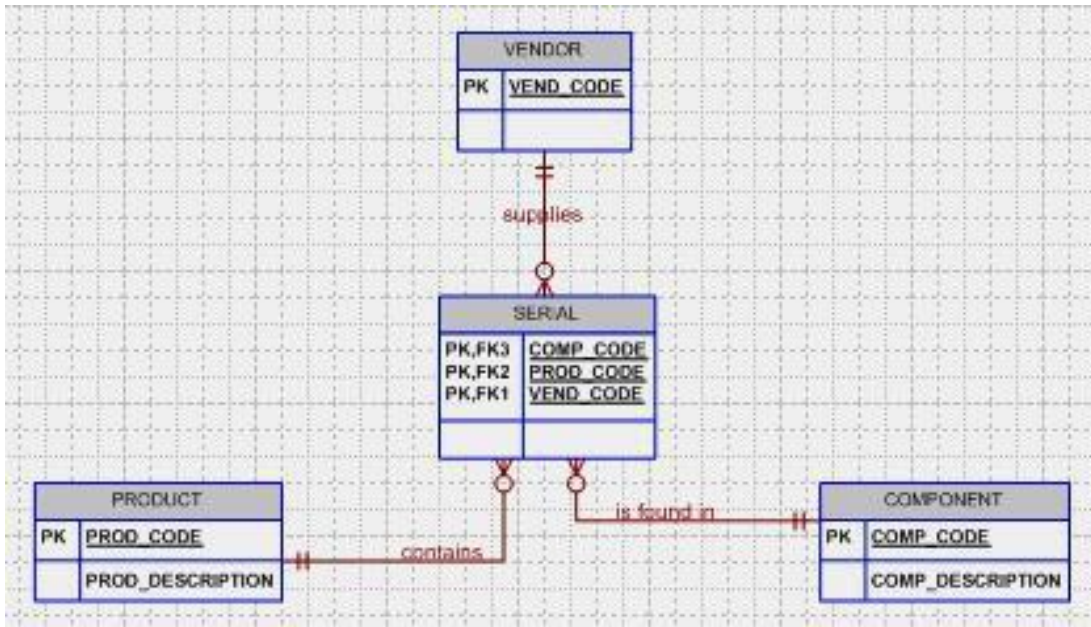 VENDOR
PK VEND_CODE
supplies
SERIAL
PK,FK3 COMP_CODE
PK,FK2 PROD_CODE
PK,FK1 VEND_CODE
PRODUCT
PK PROD_CODE
PROD_DESCRIPTION
contains
is found in
COMPONENT
PK COMP_CODE
COMP_DESCRIPTION